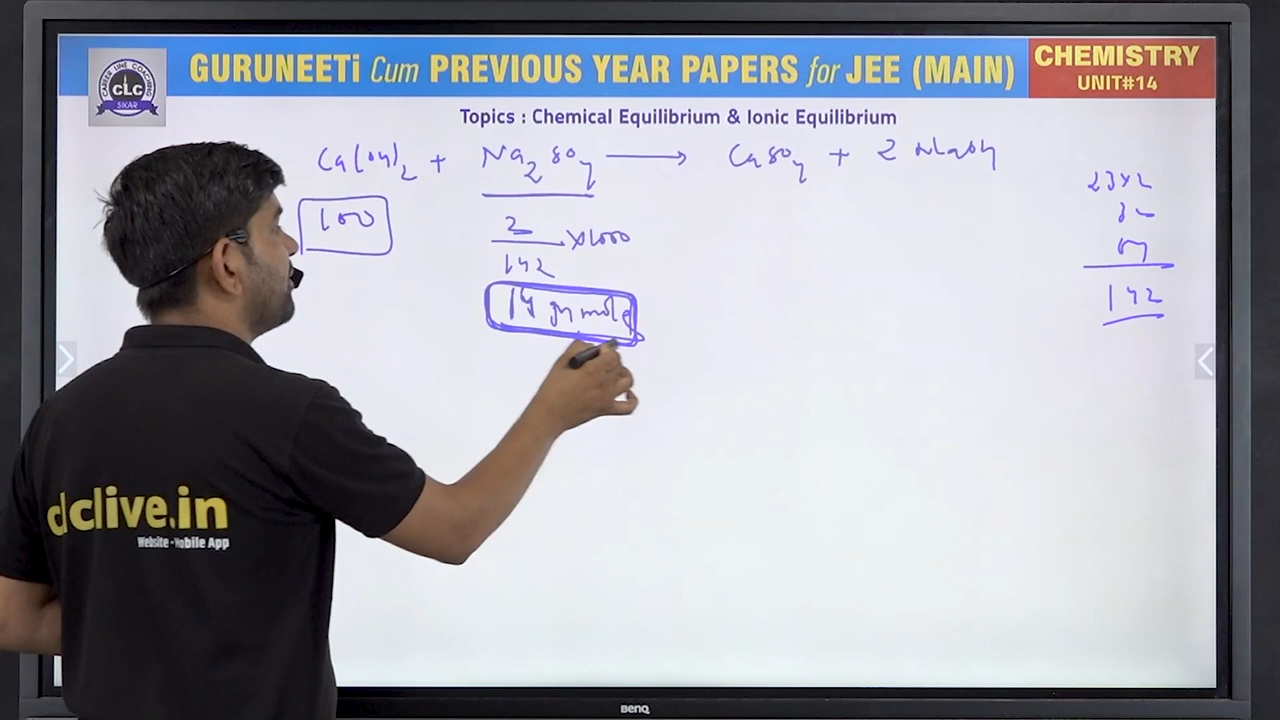 GURUNEETi Cum PREVIOUS YEAR PAPERS for JEE (MAIN)
CHEMISTRY
UNIT#14
CAREER LINE COACHING
CLC
SIKAR
Topics : Chemical Equilibrium & Ionic Equilibrium
Ca(OH)2 + Na2SO4 → CaSO4 + 2 NaOH
100
2
142
×1000
14
23×2
32
64
142
clclive.in
Website - Mobile App
BenQ